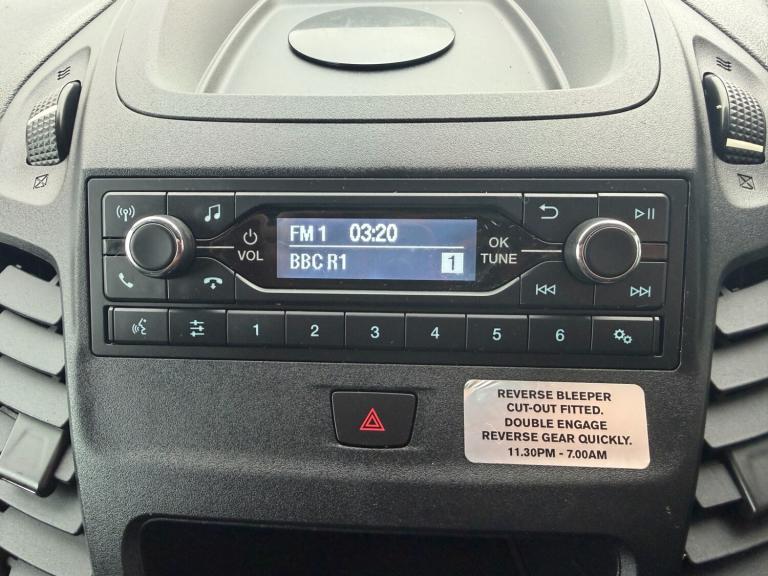 FM 1 03:20
BBC R1 1
VOL
OK
TUNE
1 2 3 4 5 6
REVERSE BLEEPER
CUT-OUT FITTED.
DOUBLE ENGAGE
REVERSE GEAR QUICKLY.
11.30PM - 7.00AM